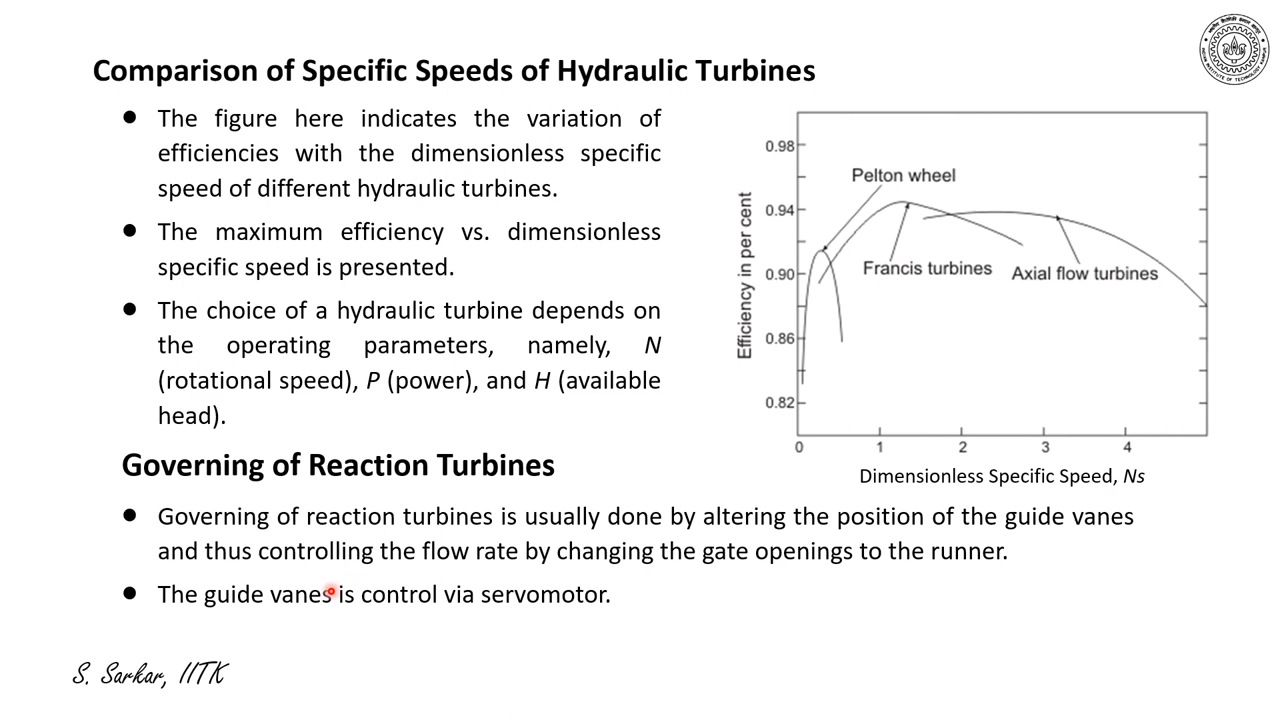 Comparison of Specific Speeds of Hydraulic Turbines
● The figure here indicates the variation of
efficiencies with the dimensionless specific
speed of different hydraulic turbines.
● The maximum efficiency vs. dimensionless
specific speed is presented.
● The choice of a hydraulic turbine depends on
the operating parameters, namely, N
(rotational speed), P (power), and H (available
head).
Efficiency in per cent
0.98
0.94
0.90
0.86
0.82
Pelton wheel
Francis turbines
Axial flow turbines
0 1 2 3 4
Dimensionless Specific Speed, Ns
Governing of Reaction Turbines
● Governing of reaction turbines is usually done by altering the position of the guide vanes
and thus controlling the flow rate by changing the gate openings to the runner.
● The guide vanes is control via servomotor.
S. Sarkar, IITK